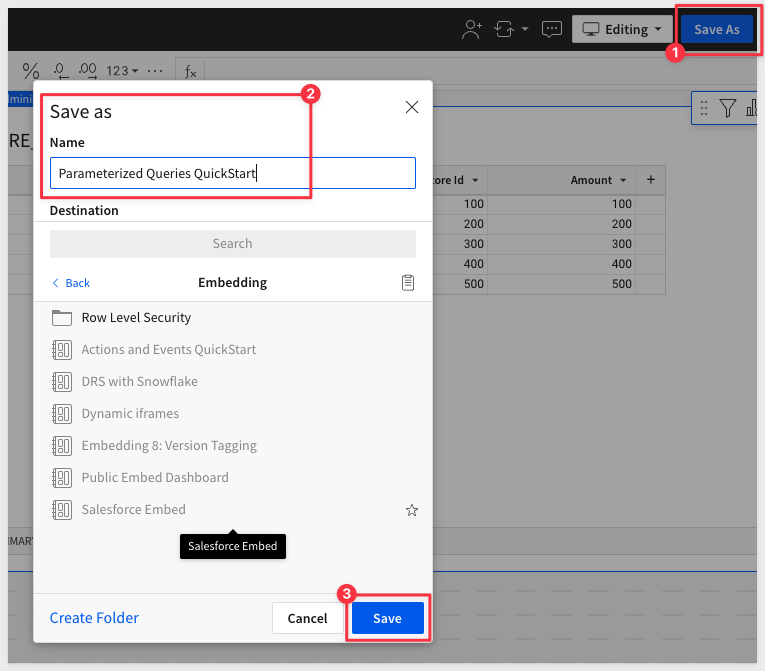 Editing
Save As
1
% .0 .00 123 ... fx
2
Save as
Name
Parameterized Queries QuickStart
Destination
Search
Back Embedding
Row Level Security
Actions and Events QuickStart
DRS with Snowflake
Dynamic iframes
Embedding 8: Version Tagging
Public Embed Dashboard
Salesforce Embed
Salesforce Embed
Create Folder
Cancel
3
Save
RE_
ore Id Amount +
100 100
200 200
300 300
400 400
500 500
MAR